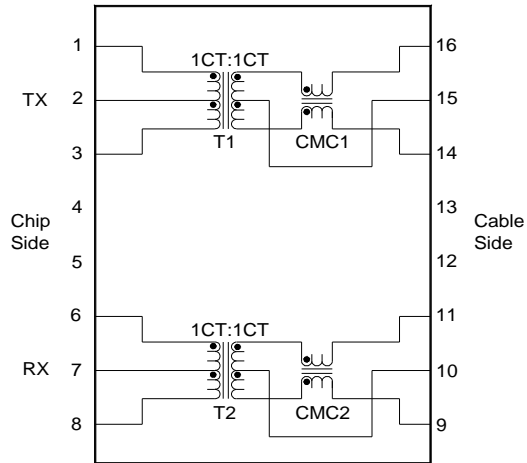 1
16
1CT:1CT
TX
2
15
3
T1
CMC1
14
Chip
Side
4
13
Cable
Side
5
12
6
11
1CT:1CT
RX
7
10
8
T2
CMC2
9